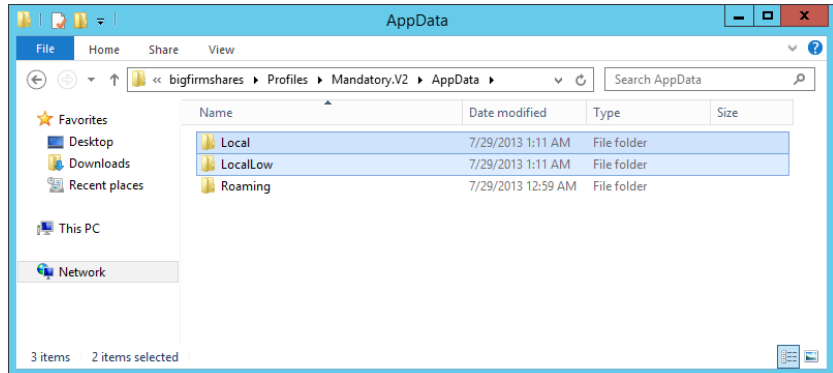 AppData
File Home Share View
« bigfirmshares ▸ Profiles ▸ Mandatory.V2 ▸ AppData ▸ Search AppData
Favorites
Desktop
Downloads
Recent places
This PC
Network
Name Date modified Type Size
Local 7/29/2013 1:11 AM File folder
LocalLow 7/29/2013 1:11 AM File folder
Roaming 7/29/2013 12:59 AM File folder
3 items 2 items selected